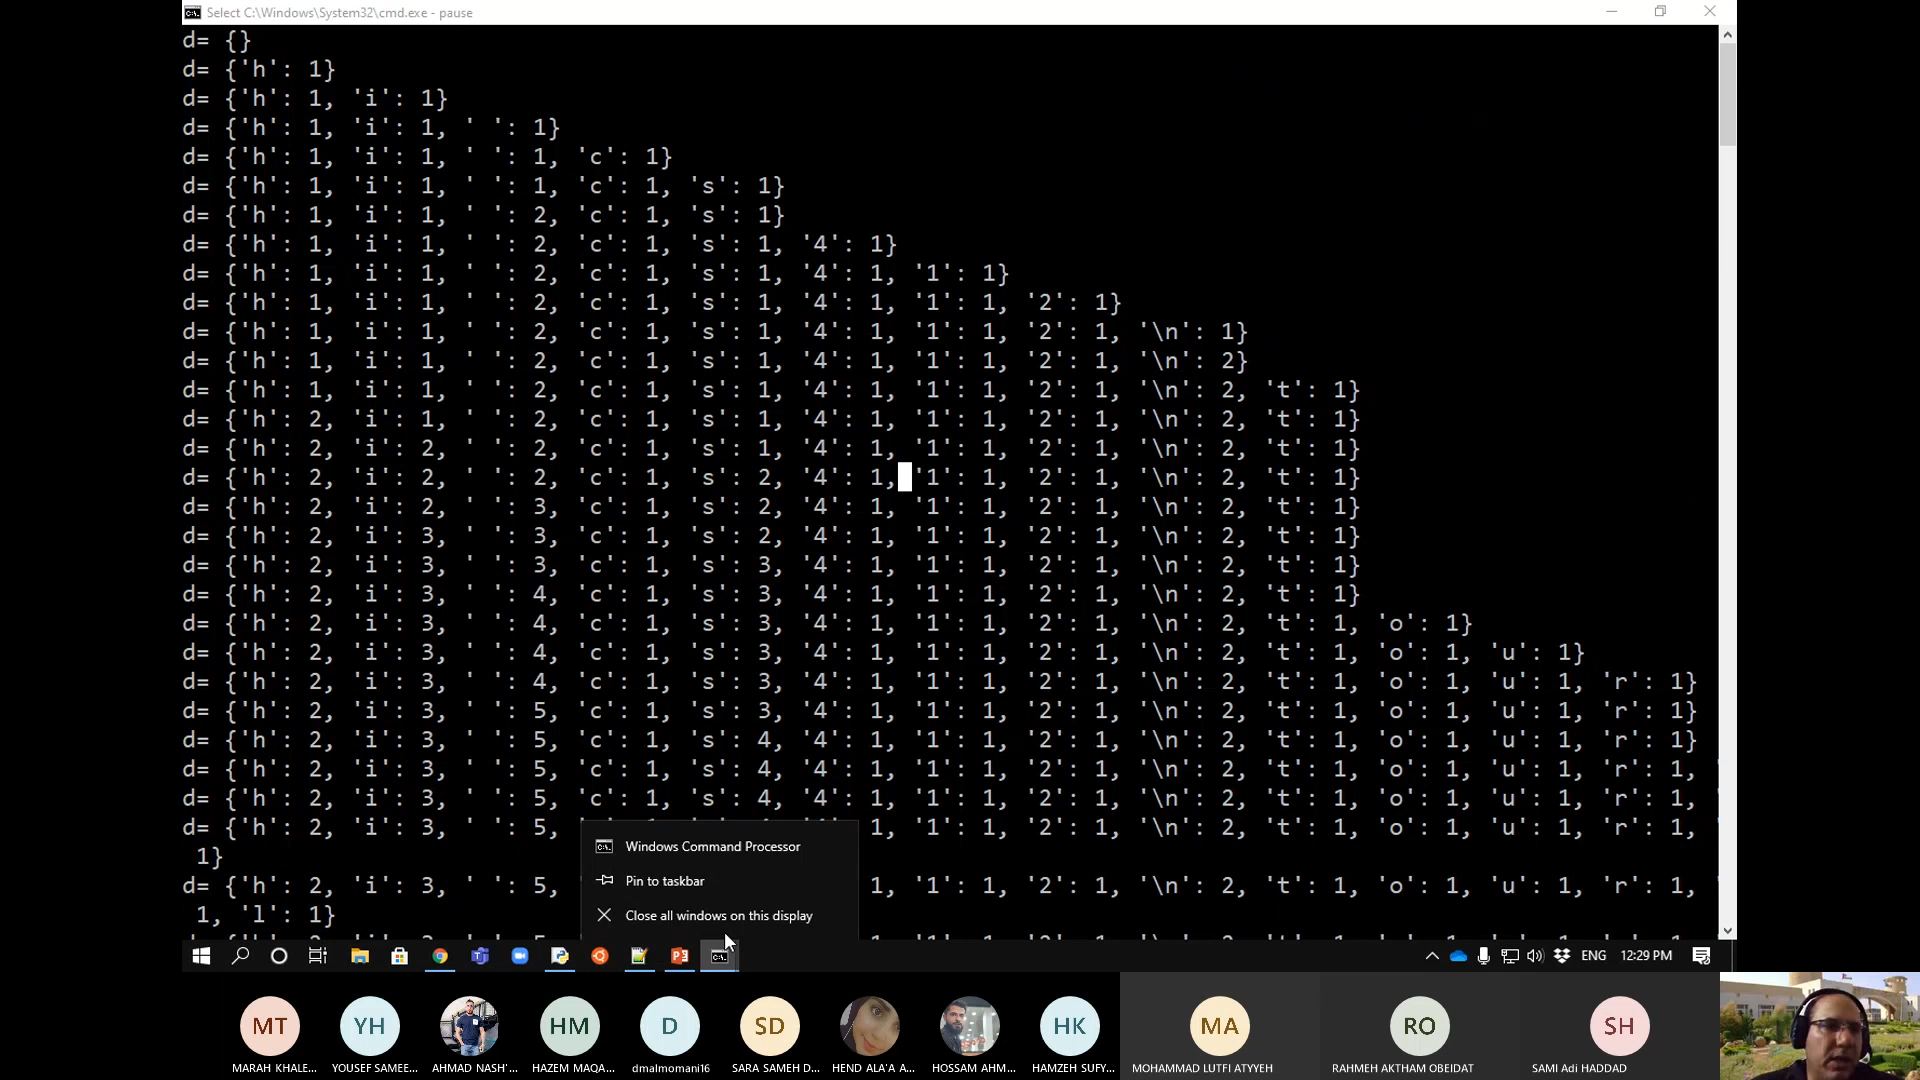 Select C:\Windows\System32\cmd.exe - pause
d= {}
d= {'h': 1}
d= {'h': 1, 'i': 1}
d= {'h': 1, 'i': 1, ' ': 1}
d= {'h': 1, 'i': 1, ' ': 1, 'c': 1}
d= {'h': 1, 'i': 1, ' ': 1, 'c': 1, 's': 1}
d= {'h': 1, 'i': 1, ' ': 2, 'c': 1, 's': 1}
d= {'h': 1, 'i': 1, ' ': 2, 'c': 1, 's': 1, '4': 1}
d= {'h': 1, 'i': 1, ' ': 2, 'c': 1, 's': 1, '4': 1, '1': 1}
d= {'h': 1, 'i': 1, ' ': 2, 'c': 1, 's': 1, '4': 1, '1': 1, '2': 1}
d= {'h': 1, 'i': 1, ' ': 2, 'c': 1, 's': 1, '4': 1, '1': 1, '2': 1, '\n': 1}
d= {'h': 1, 'i': 1, ' ': 2, 'c': 1, 's': 1, '4': 1, '1': 1, '2': 1, '\n': 2}
d= {'h': 1, 'i': 1, ' ': 2, 'c': 1, 's': 1, '4': 1, '1': 1, '2': 1, '\n': 2, 't': 1}
d= {'h': 2, 'i': 1, ' ': 2, 'c': 1, 's': 1, '4': 1, '1': 1, '2': 1, '\n': 2, 't': 1}
d= {'h': 2, 'i': 2, ' ': 2, 'c': 1, 's': 1, '4': 1, '1': 1, '2': 1, '\n': 2, 't': 1}
d= {'h': 2, 'i': 2, ' ': 2, 'c': 1, 's': 2, '4': 1, '1': 1, '2': 1, '\n': 2, 't': 1}
d= {'h': 2, 'i': 2, ' ': 3, 'c': 1, 's': 2, '4': 1, '1': 1, '2': 1, '\n': 2, 't': 1}
d= {'h': 2, 'i': 3, ' ': 3, 'c': 1, 's': 2, '4': 1, '1': 1, '2': 1, '\n': 2, 't': 1}
d= {'h': 2, 'i': 3, ' ': 3, 'c': 1, 's': 3, '4': 1, '1': 1, '2': 1, '\n': 2, 't': 1}
d= {'h': 2, 'i': 3, ' ': 4, 'c': 1, 's': 3, '4': 1, '1': 1, '2': 1, '\n': 2, 't': 1}
d= {'h': 2, 'i': 3, ' ': 4, 'c': 1, 's': 3, '4': 1, '1': 1, '2': 1, '\n': 2, 't': 1, 'o': 1}
d= {'h': 2, 'i': 3, ' ': 4, 'c': 1, 's': 3, '4': 1, '1': 1, '2': 1, '\n': 2, 't': 1, 'o': 1, 'u': 1}
d= {'h': 2, 'i': 3, ' ': 4, 'c': 1, 's': 3, '4': 1, '1': 1, '2': 1, '\n': 2, 't': 1, 'o': 1, 'u': 1, 'r': 1}
d= {'h': 2, 'i': 3, ' ': 5, 'c': 1, 's': 3, '4': 1, '1': 1, '2': 1, '\n': 2, 't': 1, 'o': 1, 'u': 1, 'r': 1}
d= {'h': 2, 'i': 3, ' ': 5, 'c': 1, 's': 4, '4': 1, '1': 1, '2': 1, '\n': 2, 't': 1, 'o': 1, 'u': 1, 'r': 1}
d= {'h': 2, 'i': 3, ' ': 5, 'c': 1, 's': 4, '4': 1, '1': 1, '2': 1, '\n': 2, 't': 1, 'o': 1, 'u': 1, 'r': 1,
d= {'h': 2, 'i': 3, ' ': 5, 'c': 1, 's': 4, '4': 1, '1': 1, '2': 1, '\n': 2, 't': 1, 'o': 1, 'u': 1, 'r': 1,
d= {'h': 2, 'i': 3, ' ': 5, 1, '1': 1, '2': 1, '\n': 2, 't': 1, 'o': 1, 'u': 1, 'r': 1,
1}
d= {'h': 2, 'i': 3, ' ': 5, 1, '1': 1, '2': 1, '\n': 2, 't': 1, 'o': 1, 'u': 1, 'r': 1,
1, 'l': 1}
Windows Command Processor
Pin to taskbar
Close all windows on this display
ENG 12:29 PM
MT YH HM D SD HK MA RO SH
MARAH KHALE... YOUSEF SAMEE... AHMAD NASH'... HAZEM MAQA... dmalmomani16 SARA SAMEH D... HEND ALA'A A... HOSSAM AHM... HAMZEH SUFY... MOHAMMAD LUTFI ATYYEH RAHMEH AKTHAM OBEIDAT SAMI Adi HADDAD